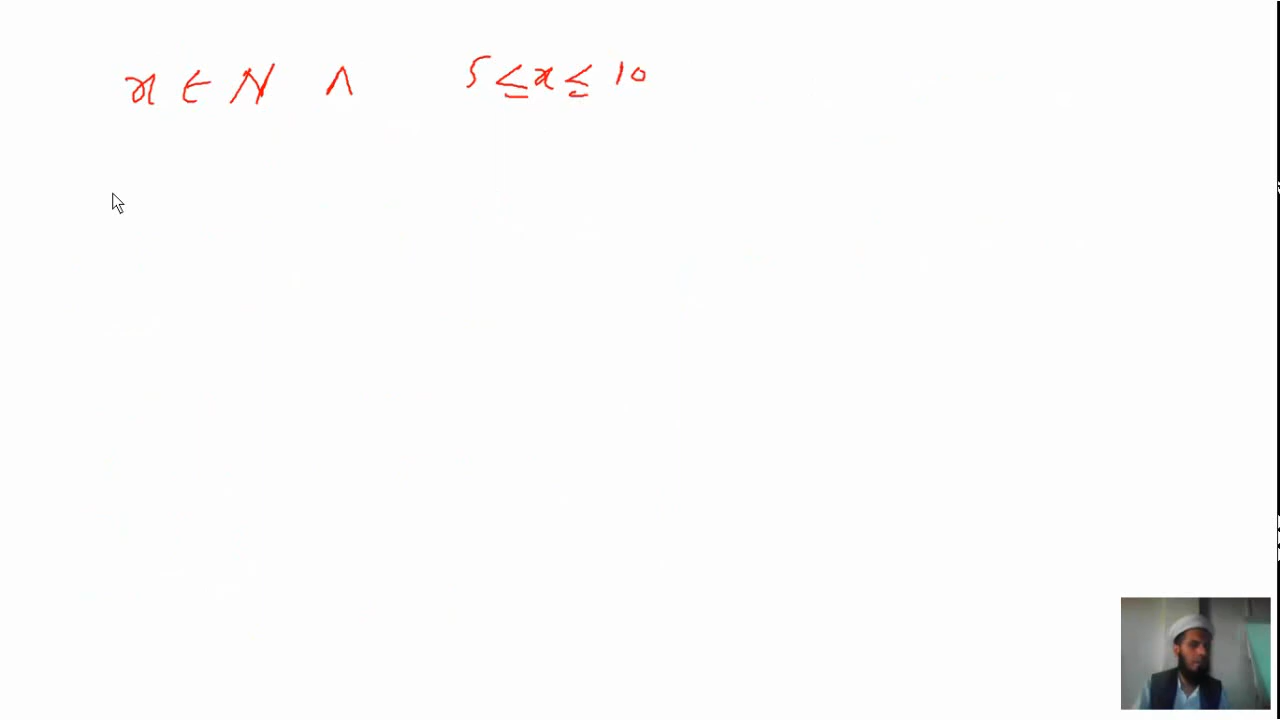 x ∈ N ∧ 5 ≤ x ≤ 10